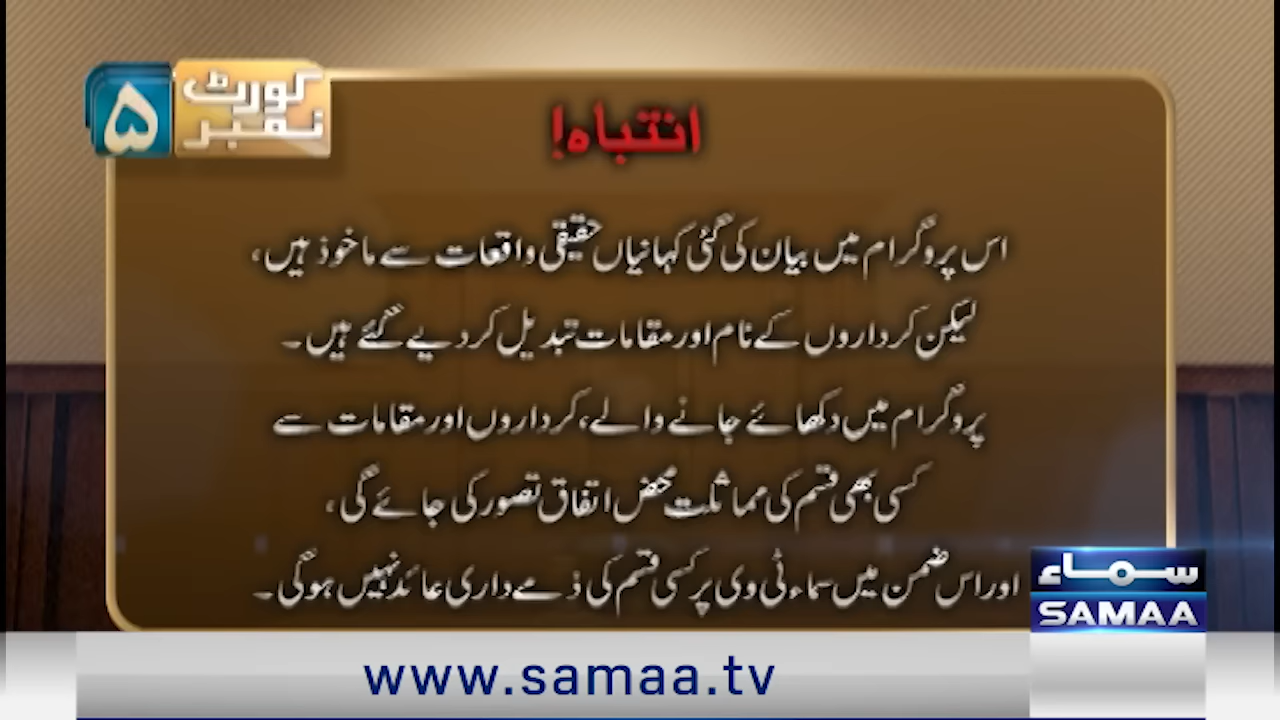 کورٹ
نمبر
۵
انتباہ!
اس پروگرام میں بیان کی گئی کہانیاں حقیقی واقعات سے ماخوذ ہیں،
لیکن کرداروں کے نام اور مقامات تبدیل کر دیے گئے ہیں۔
پروگرام میں دکھائے جانے والے، کرداروں اور مقامات سے
کسی بھی قسم کی مماثلت محض اتفاق تصور کی جائے گی،
اور اس ضمن میں سماء ٹی وی پر کسی قسم کی ذمے داری عائد نہیں ہوگی۔
سماء
SAMAA
www.samaa.tv